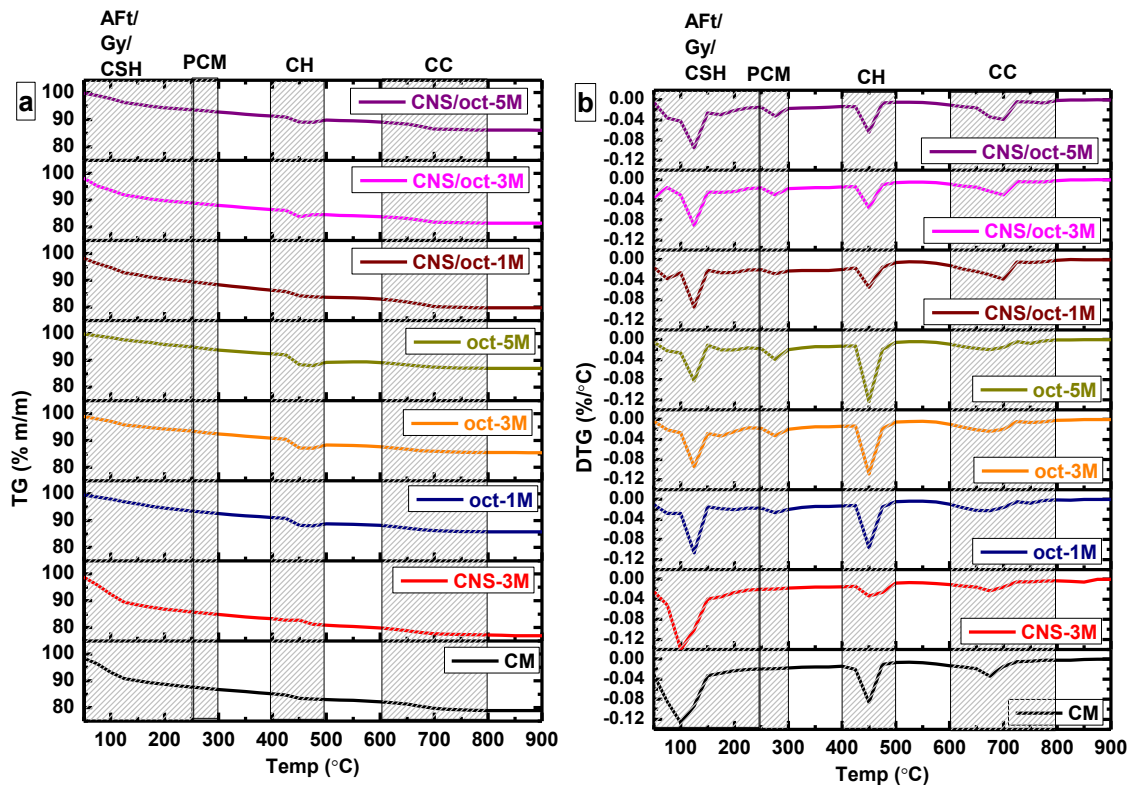 AFt/
Gy/
CSH
PCM
CH
CC
a
100
90
80
CNS/oct-5M
100
90
80
CNS/oct-3M
100
90
80
CNS/oct-1M
100
90
80
oct-5M
100
90
80
oct-3M
100
90
80
oct-1M
100
90
80
CNS-3M
100
90
80
CM
TG (% m/m)
100 200 300 400 500 600 700 800 900
Temp (°C)
AFt/
Gy/
CSH
PCM
CH
CC
b
0.00
-0.04
-0.08
-0.12
CNS/oct-5M
0.00
-0.04
-0.08
-0.12
CNS/oct-3M
0.00
-0.04
-0.08
-0.12
CNS/oct-1M
0.00
-0.04
-0.08
-0.12
oct-5M
0.00
-0.04
-0.08
-0.12
oct-3M
0.00
-0.04
-0.08
-0.12
oct-1M
0.00
-0.04
-0.08
-0.12
CNS-3M
0.00
-0.04
-0.08
-0.12
CM
DTG (%/°C)
100 200 300 400 500 600 700 800 900
Temp (°C)